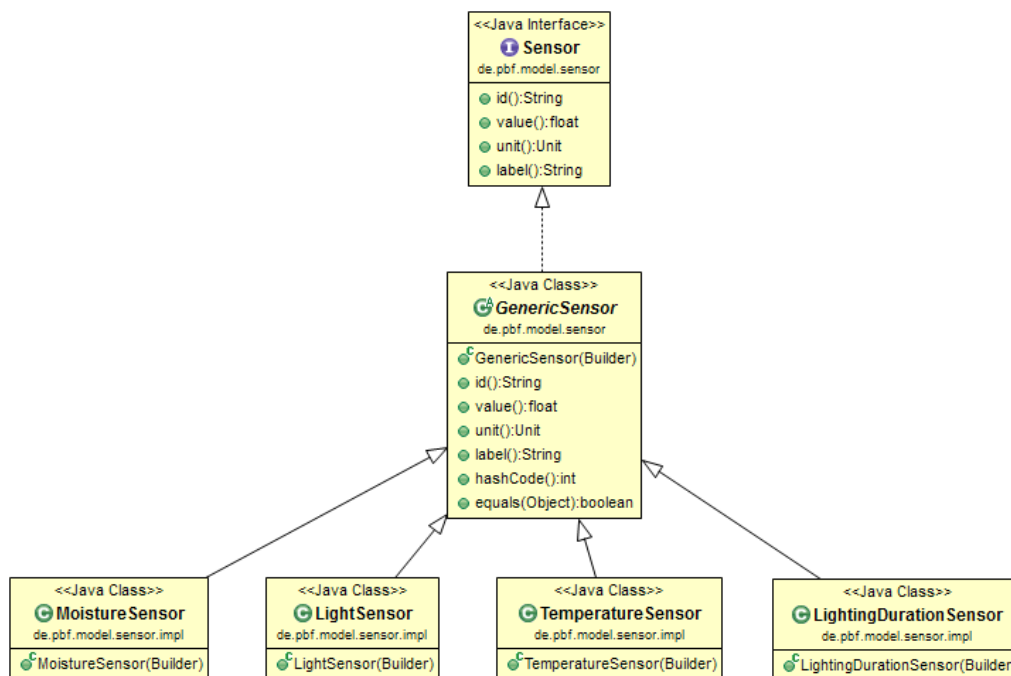 <<Java Interface>>
Sensor
de.pbf.model.sensor
id():String
value():float
unit():Unit
label():String
<<Java Class>>
GenericSensor
de.pbf.model.sensor
GenericSensor(Builder)
id():String
value():float
unit():Unit
label():String
hashCode():int
equals(Object):boolean
<<Java Class>>
MoistureSensor
de.pbf.model.sensor.impl
MoistureSensor(Builder)
<<Java Class>>
LightSensor
de.pbf.model.sensor.impl
LightSensor(Builder)
<<Java Class>>
TemperatureSensor
de.pbf.model.sensor.impl
TemperatureSensor(Builder)
<<Java Class>>
LightingDurationSensor
de.pbf.model.sensor.impl
LightingDurationSensor(Builder